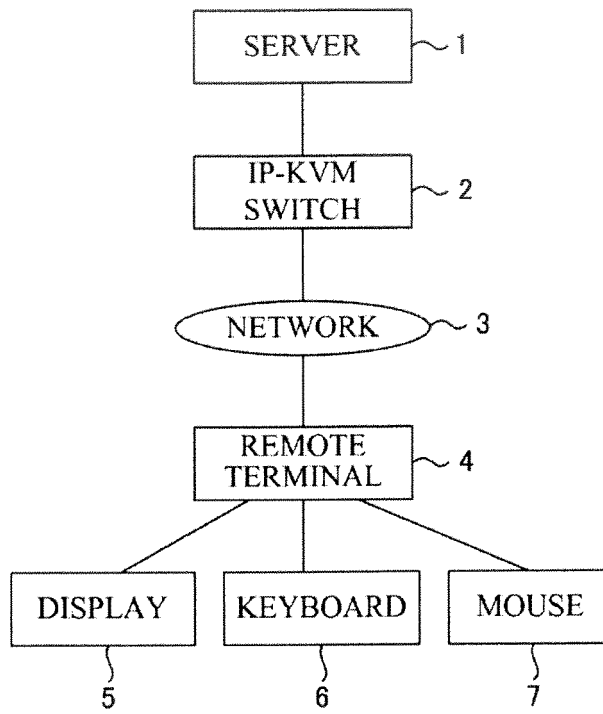 SERVER
1
IP-KVM
SWITCH
2
NETWORK
3
REMOTE
TERMINAL
4
DISPLAY
KEYBOARD
MOUSE
5
6
7